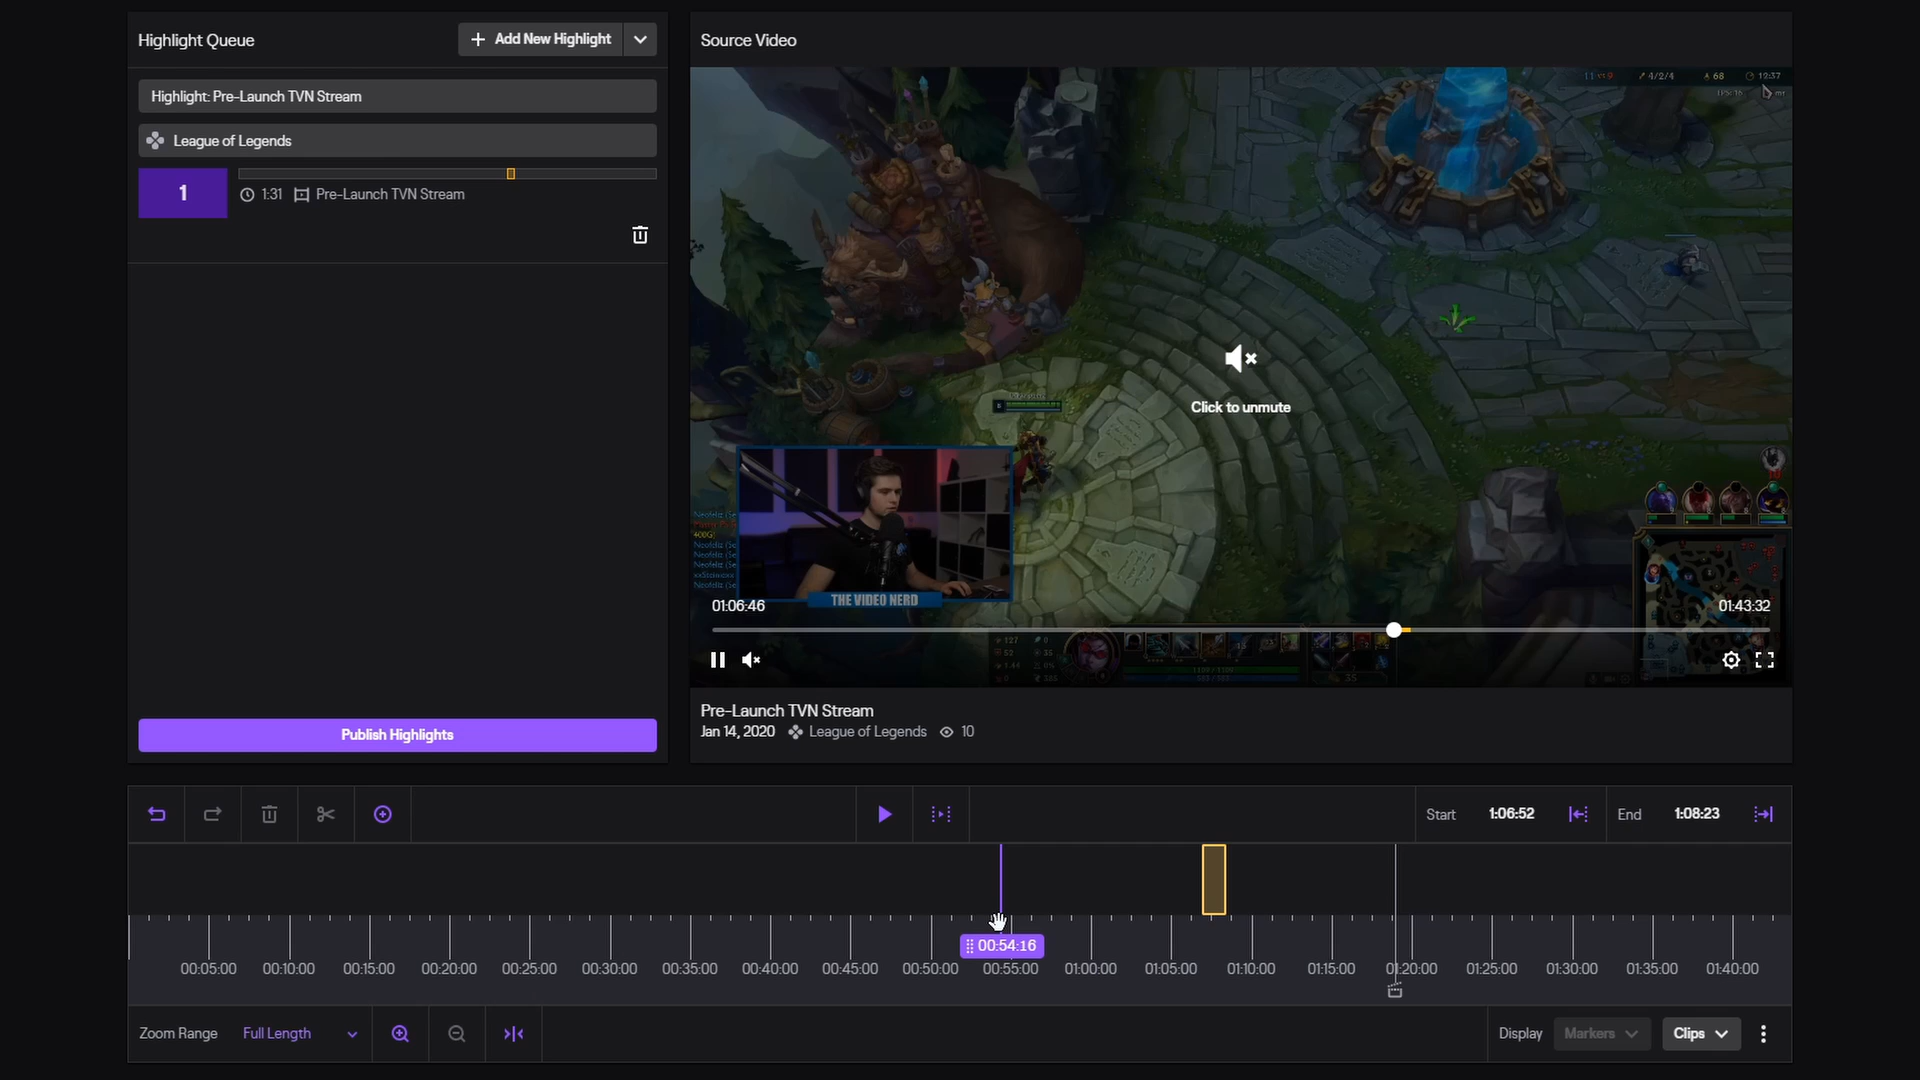 Highlight Queue
Add New Highlight
Highlight: Pre-Launch TVN Stream
League of Legends
1
1:31 Pre-Launch TVN Stream
Publish Highlights
Source Video
4/2/4 68 12:37
Click to unmute
THE VIDEO NERD
01:06:46
01:43:32
Pre-Launch TVN Stream
Jan 14, 2020 League of Legends 10
Start 1:06:52 End 1:08:23
00:54:16
00:05:00 00:10:00 00:15:00 00:20:00 00:25:00 00:30:00 00:35:00 00:40:00 00:45:00 00:50:00 00:55:00 01:00:00 01:05:00 01:10:00 01:15:00 01:20:00 01:25:00 01:30:00 01:35:00 01:40:00
Zoom Range Full Length
Display Markers Clips